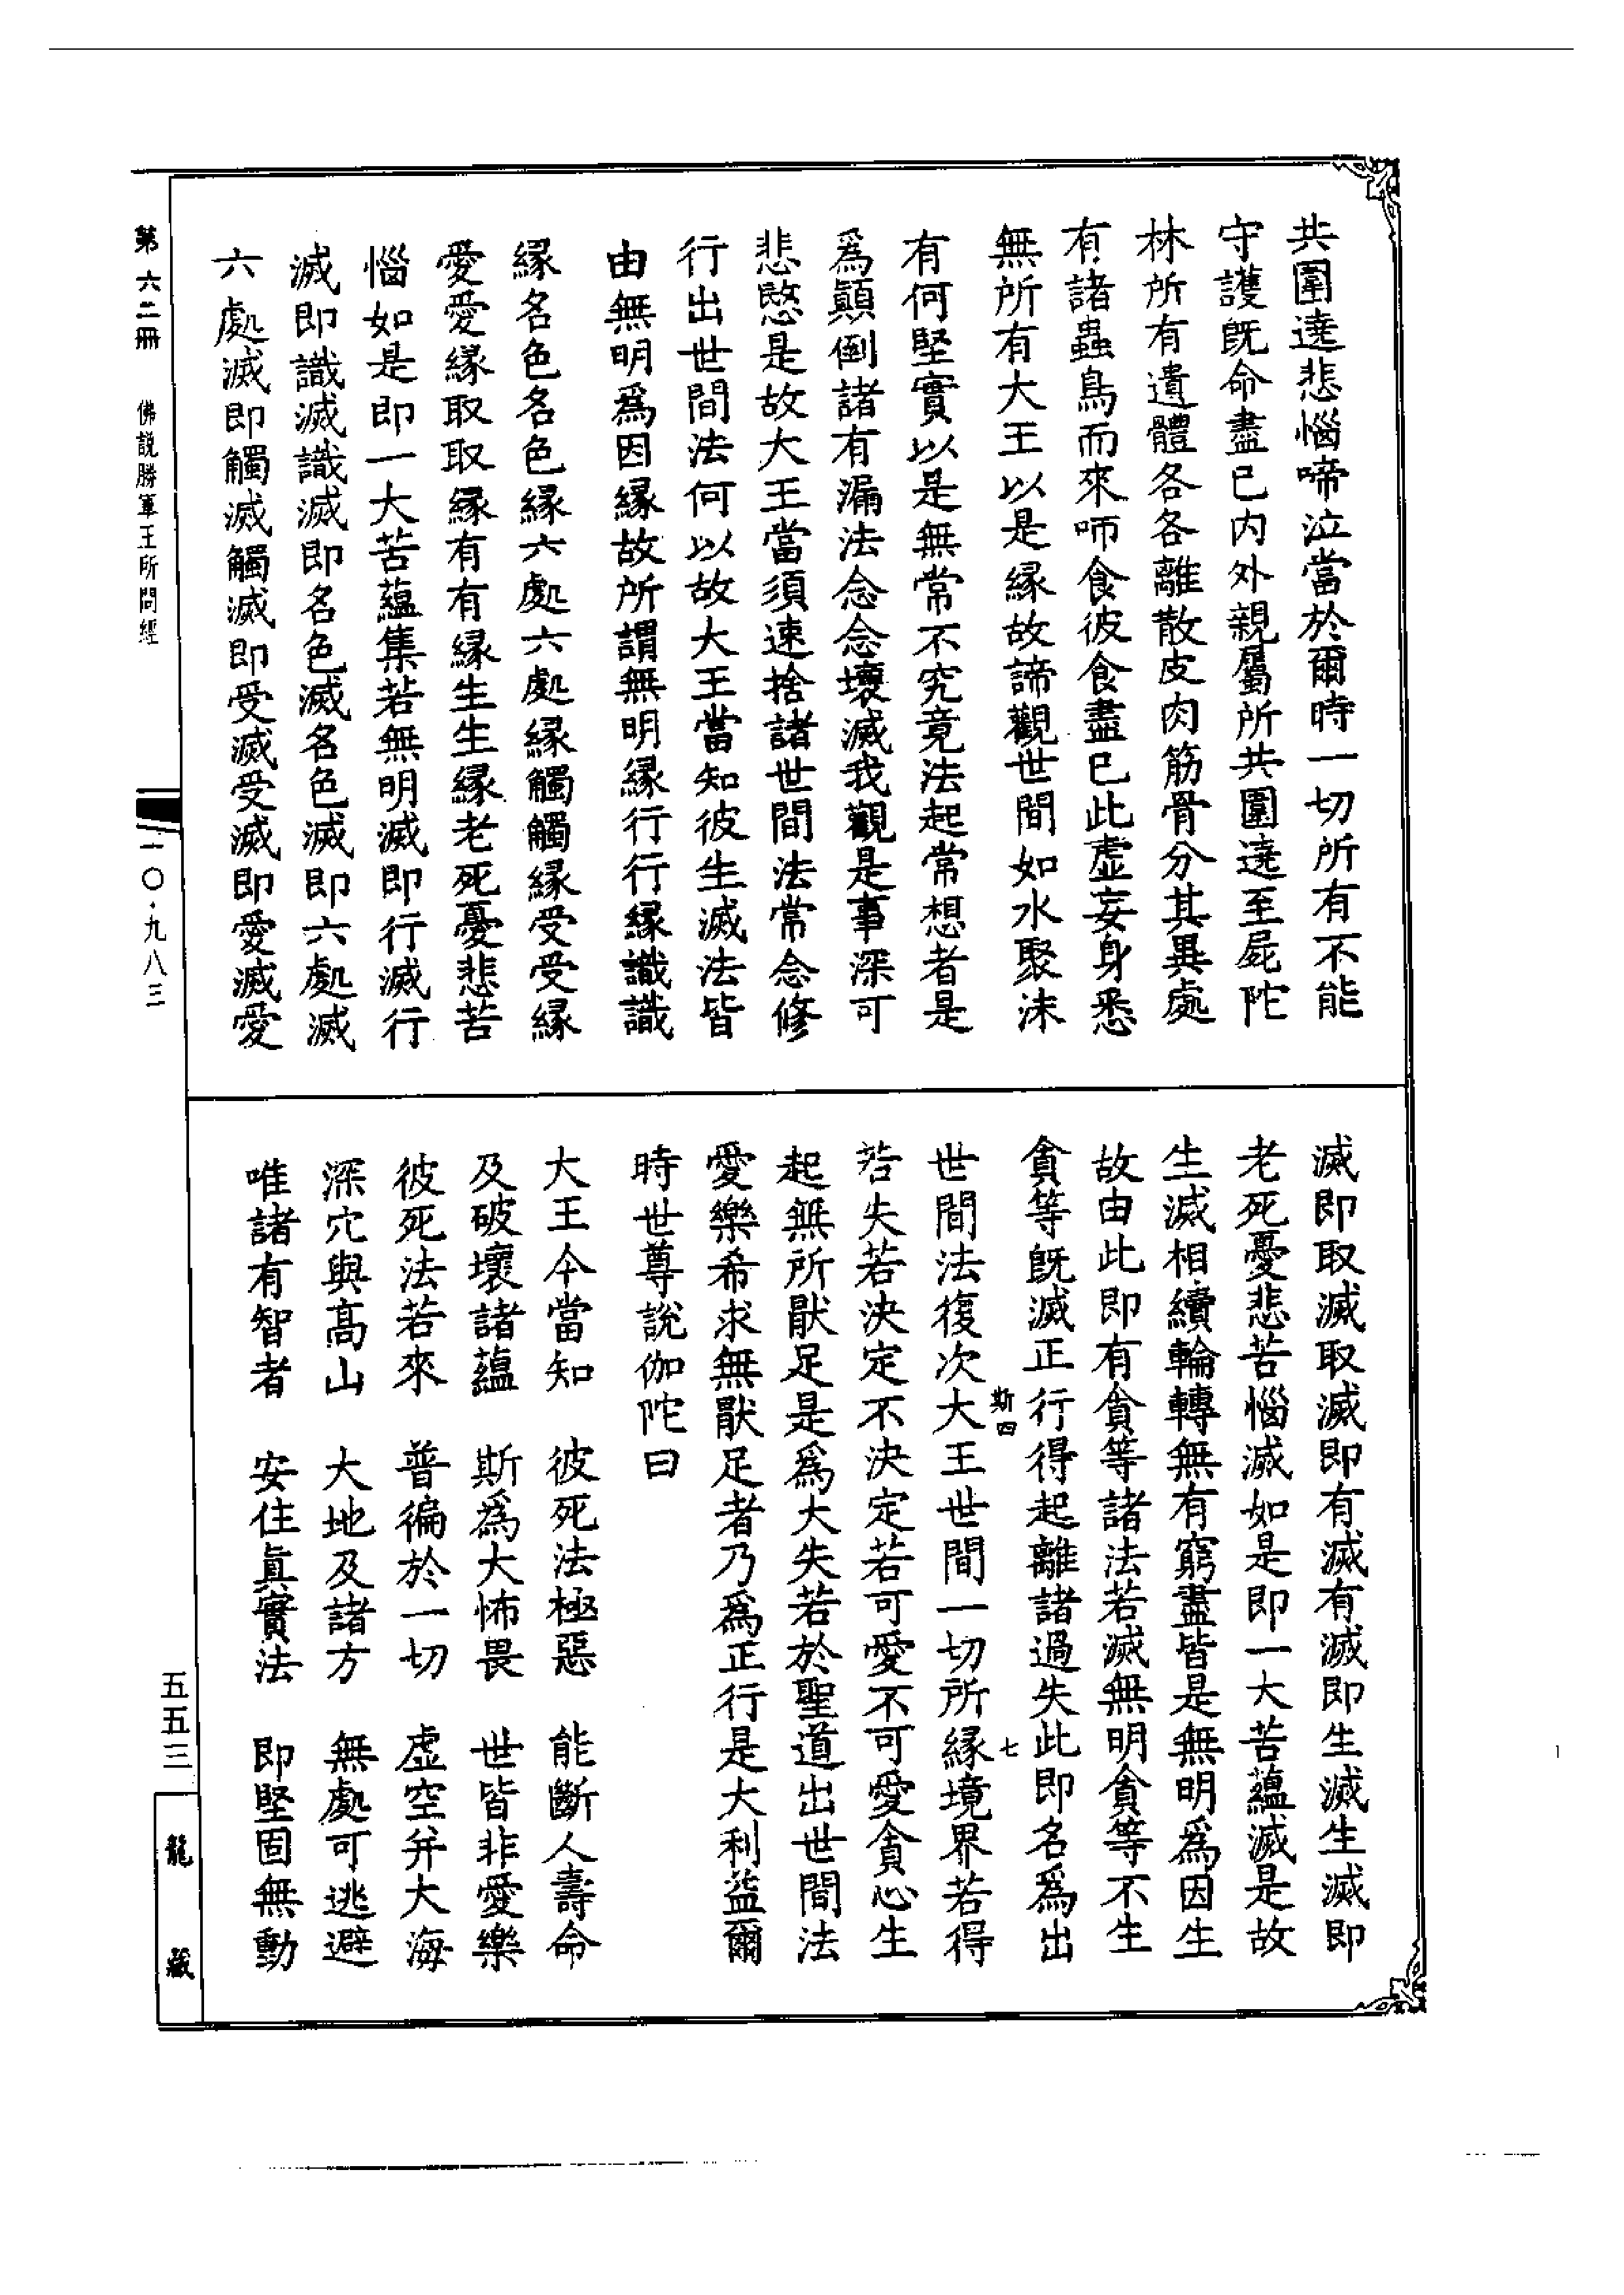 共圍遶悲惱啼泣當於爾時一切所有不能
守護既命盡已内外親屬所共圍遶至屍陀
林所有遺體各各離散皮肉筋骨分其異處
有諸蟲鳥而來咂食彼食盡已此虛妄身悉
無所有大王以是緣故諦觀世間如水聚沫
有何堅實以是無常不究竟法起常想者是
為顛倒諸有漏法念念壞滅我觀是事深可
悲愍是故大王當須速捨諸世間法常念修
行出世間法何以故大王當知彼生滅法皆
由無明為因緣故所謂無明緣行行緣識識
緣名色名色緣六處六處緣觸觸緣受受緣
愛愛緣取取緣有有緣生生緣老死憂悲苦
惱如是即一大苦蘊集若無明滅即行滅行
滅即識滅識滅即名色滅名色滅即六處滅
六處滅即觸滅觸滅即受滅受滅即愛滅愛
滅即取滅取滅即有滅有滅即生滅生滅即
老死憂悲苦惱滅如是即一大苦蘊滅是故
生滅相續輪轉無有窮盡皆是無明為因生
故由此即有貪等諸法若滅無明貪等不生
貪等既滅正行得起離諸過失此即名為出
斯四 七
世間法復次大王世間一切所緣境界若得
若失若決定不決定若可愛不可愛貪心生
起無所猒足是為大失若於聖道出世間法
愛樂希求無猒足者乃為正行是大利益爾
時世尊說伽陀曰
大王今當知 彼死法極惡 能斷人壽命
及破壞諸蘊 斯為大怖畏 世皆非愛樂
彼死法若來 普徧於一切 虛空并大海
深穴與高山 大地及諸方 無處可逃避
唯諸有智者 安住眞實法 即堅固無動
第六二冊 佛説勝軍王所問經
一〇·九八三
五五三
龍藏